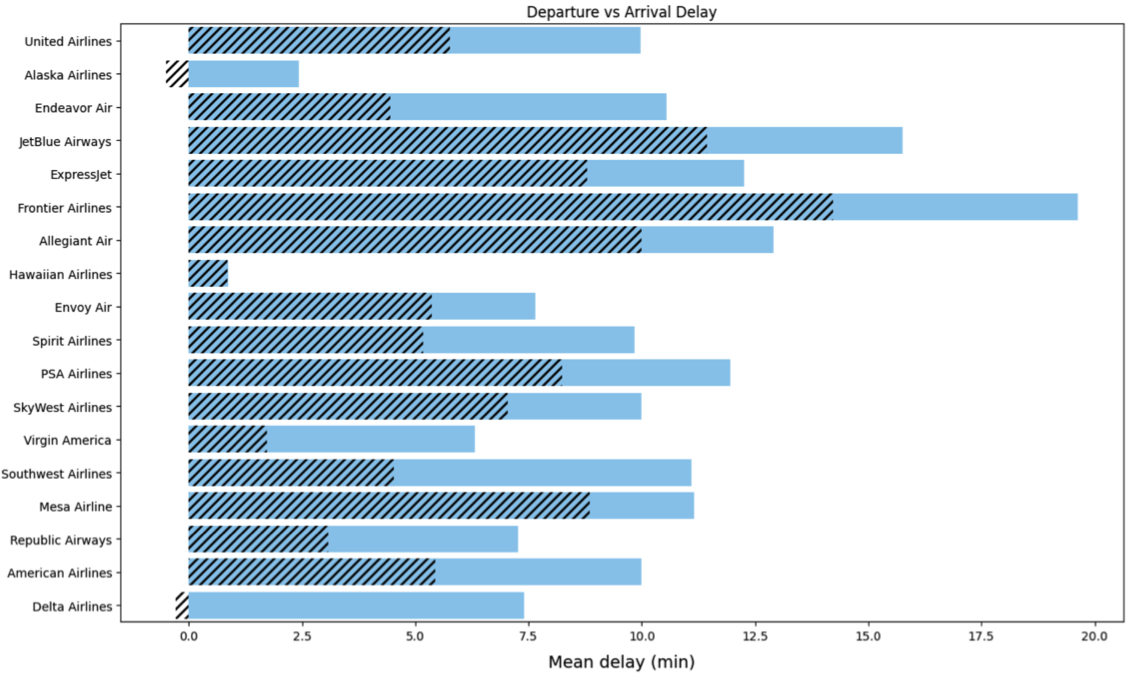 Departure vs Arrival Delay
United Airlines
Alaska Airlines
Endeavor Air
JetBlue Airways
ExpressJet
Frontier Airlines
Allegiant Air
Hawaiian Airlines
Envoy Air
Spirit Airlines
PSA Airlines
SkyWest Airlines
Virgin America
Southwest Airlines
Mesa Airline
Republic Airways
American Airlines
Delta Airlines
0.0 2.5 5.0 7.5 10.0 12.5 15.0 17.5 20.0
Mean delay (min)